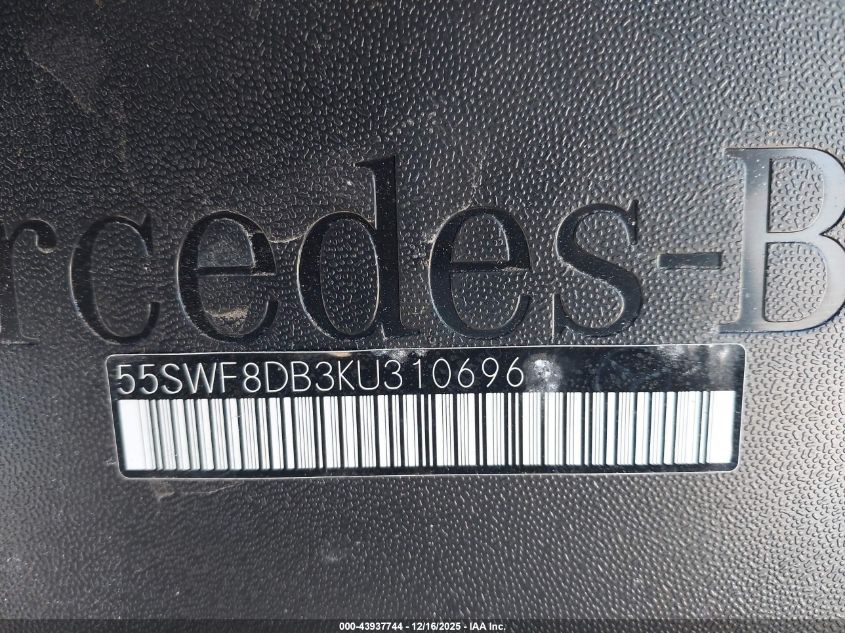 rcedes-B
55SWF8DB3KU310696
000-43937744 - 12/16/2025 - IAA Inc.